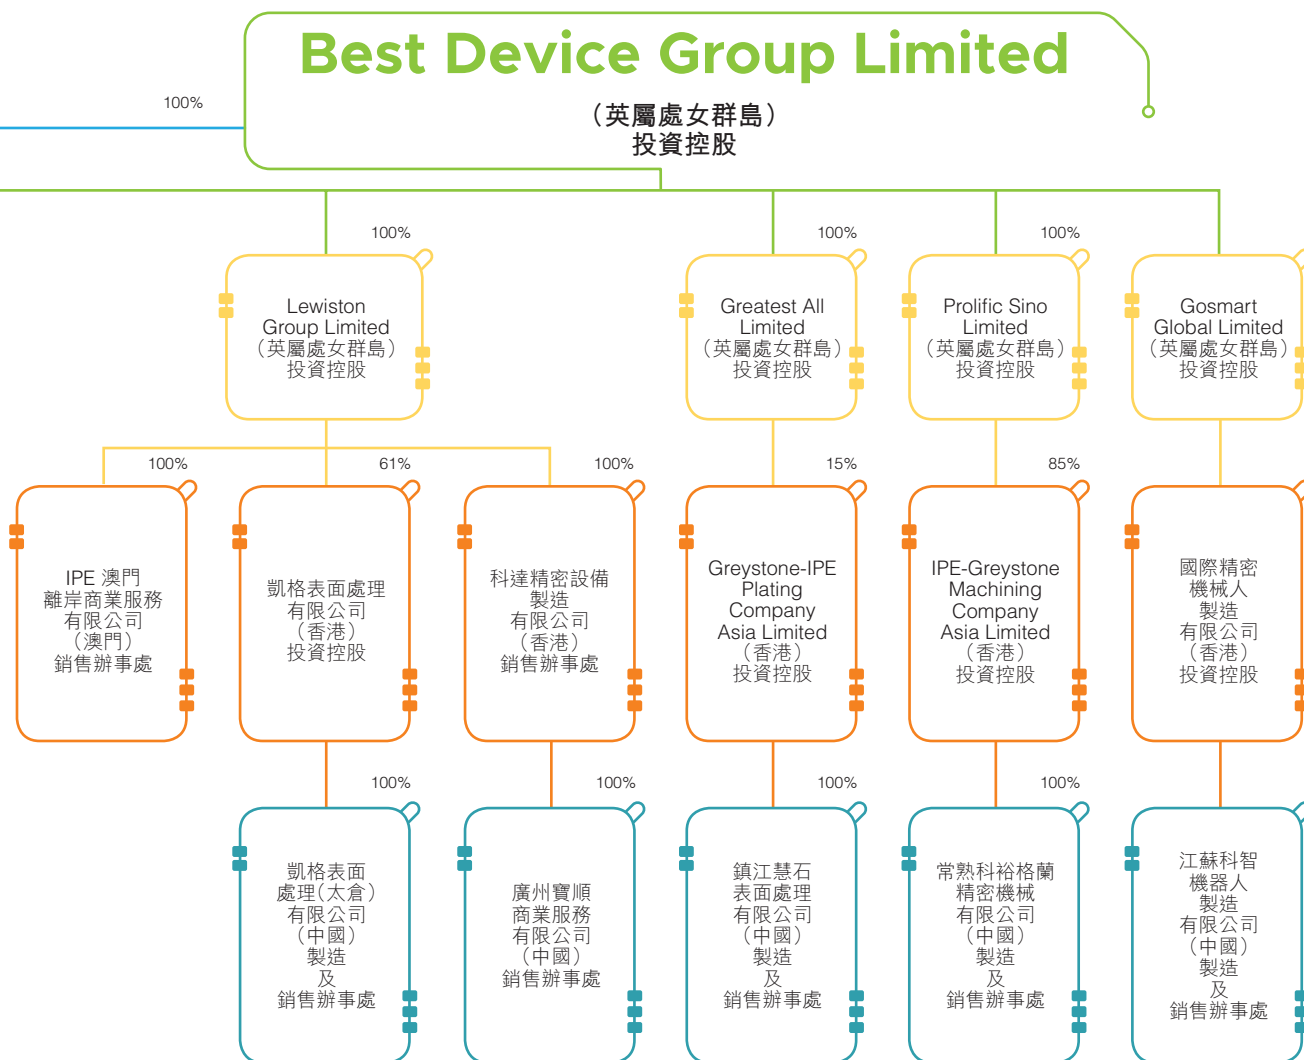 Best Device Group Limited
（英屬處女群島）
投資控股
100%
100%
Lewiston
Group Limited
（英屬處女群島）
投資控股
100%
Greatest All
Limited
（英屬處女群島）
投資控股
100%
Prolific Sino
Limited
（英屬處女群島）
投資控股
Gosmart
Global Limited
（英屬處女群島）
投資控股
100%
IPE 澳門
離岸商業服務
有限公司
（澳門）
銷售辦事處
61%
凱格表面處理
有限公司
（香港）
投資控股
100%
科達精密設備
製造
有限公司
（香港）
銷售辦事處
15%
Greystone-IPE
Plating
Company
Asia Limited
（香港）
投資控股
85%
IPE-Greystone
Machining
Company
Asia Limited
（香港）
投資控股
國際精密
機械人
製造
有限公司
（香港）
投資控股
100%
凱格表面
處理（太倉）
有限公司
（中國）
製造
及
銷售辦事處
100%
廣州寶順
商業服務
有限公司
（中國）
銷售辦事處
100%
鎮江慧石
表面處理
有限公司
（中國）
製造
及
銷售辦事處
100%
常熟科裕格蘭
精密機械
有限公司
（中國）
製造
及
銷售辦事處
江蘇科智
機器人
製造
有限公司
（中國）
製造
及
銷售辦事處